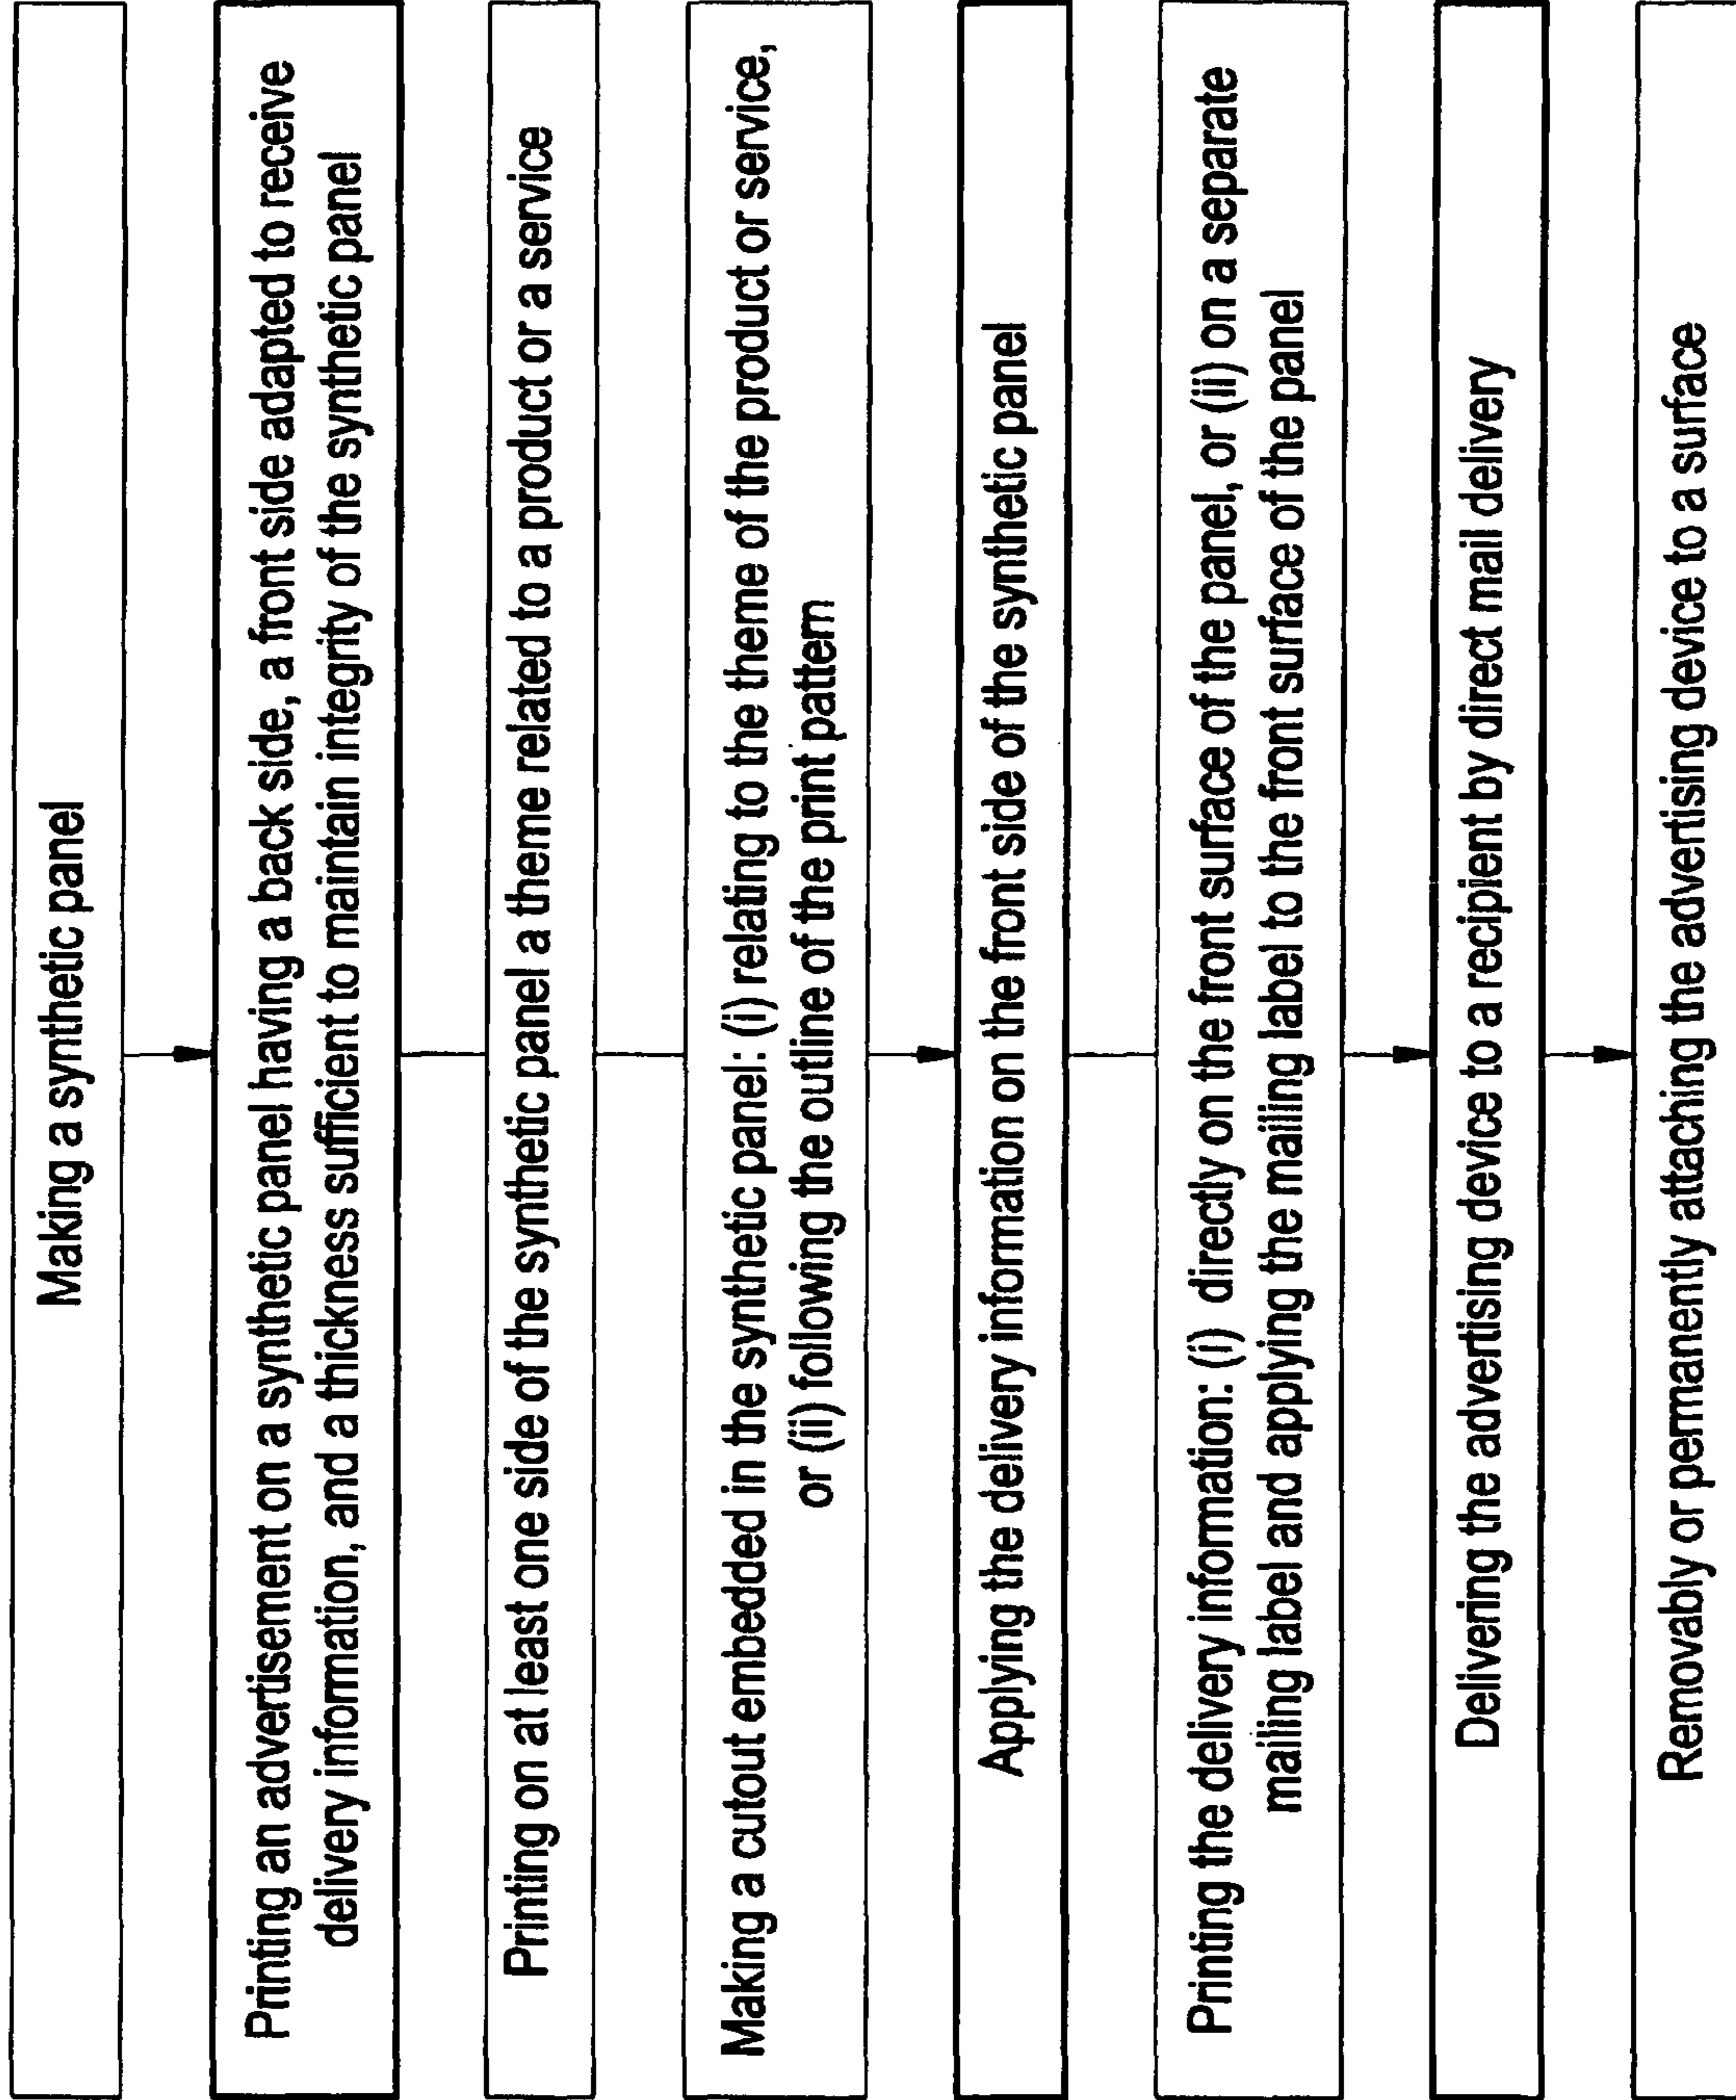 Making a synthetic panel
Printing an advertisement on a synthetic panel having a back side, a front side adapted to receive
delivery information, and a thickness sufficient to maintain integrity of the synthetic panel
Printing on at least one side of the synthetic panel a theme related to a product or a service
Making a cutout embedded in the synthetic panel: (i) relating to the theme of the product or service,
or (ii) following the outline of the print pattern
Applying the delivery information on the front side of the synthetic panel
Printing the delivery information: (i) directly on the front surface of the panel, or (ii) on a separate
mailing label and applying the mailing label to the front surface of the panel
Delivering the advertising device to a recipient by direct mail delivery
Removably or permanently attaching the advertising device to a surface